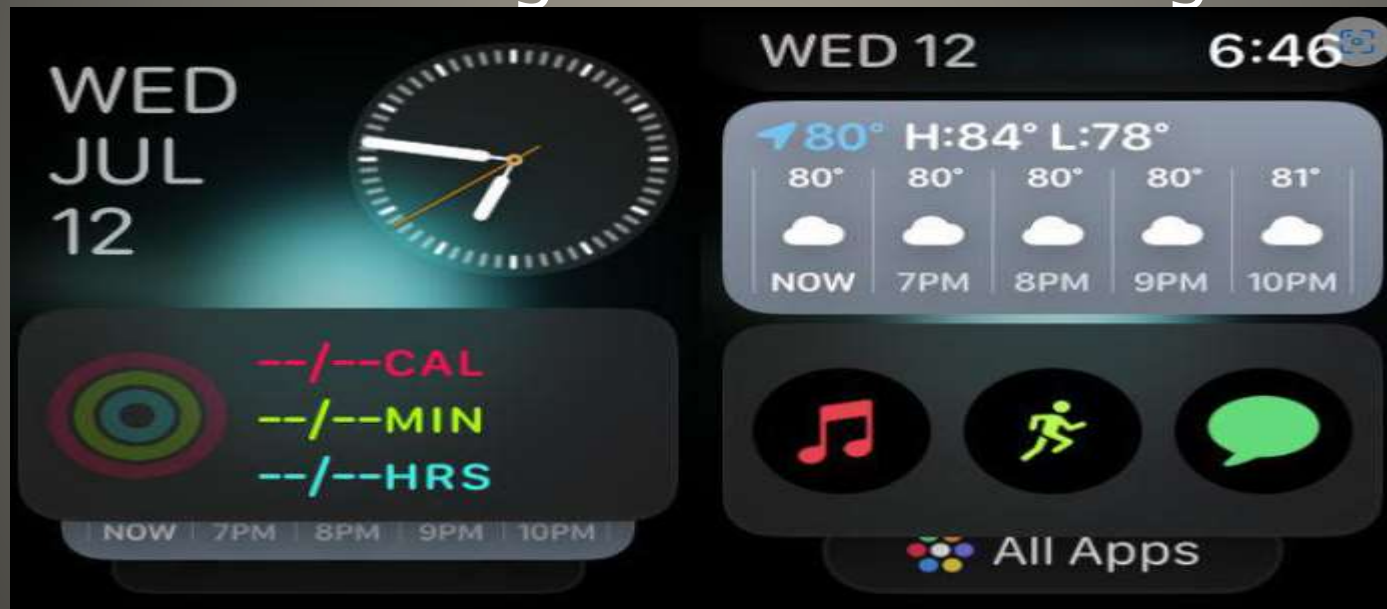 WED
JUL
12
--/--CAL
--/--MIN
--/--HRS
NOW 7PM 8PM 9PM 10PM
WED 12 6:46
80° H:84° L:78°
80° 80° 80° 80° 81°
NOW 7PM 8PM 9PM 10PM
All Apps